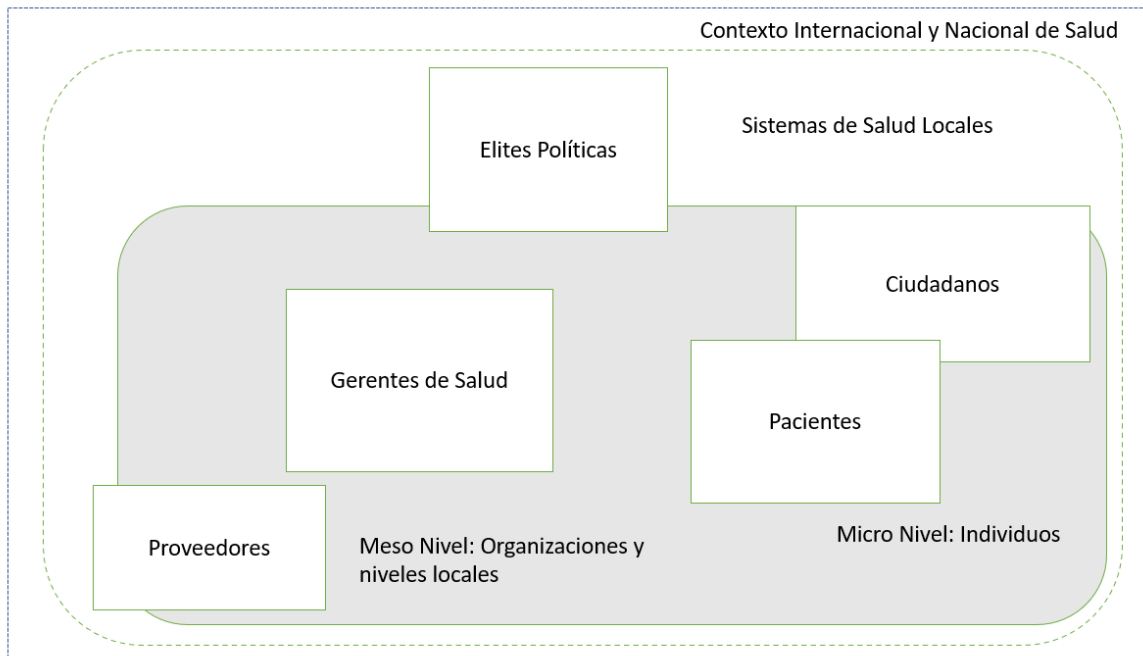 Contexto Internacional y Nacional de Salud
Sistemas de Salud Locales
Elites Políticas
Ciudadanos
Gerentes de Salud
Pacientes
Proveedores
Meso Nivel: Organizaciones y
niveles locales
Micro Nivel: Individuos